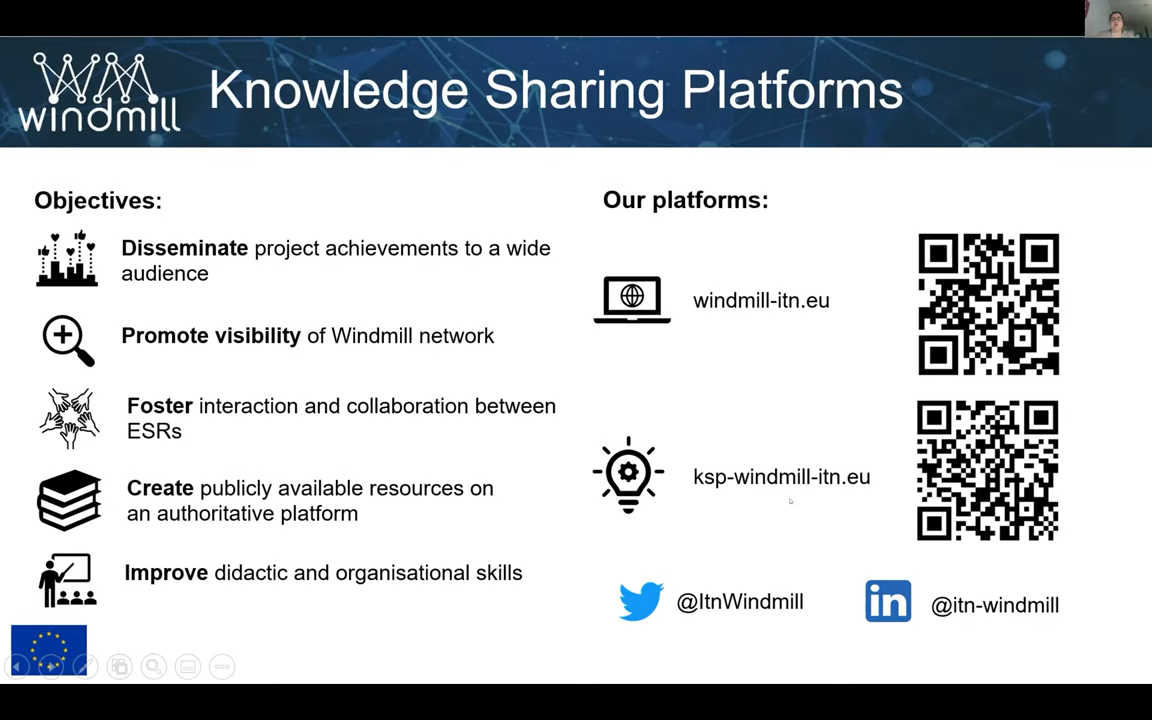 windmill
Knowledge Sharing Platforms
Objectives:
Disseminate project achievements to a wide
audience
Promote visibility of Windmill network
Foster interaction and collaboration between
ESRs
Create publicly available resources on
an authoritative platform
Improve didactic and organisational skills
Our platforms:
windmill-itn.eu
ksp-windmill-itn.eu
@ItnWindmill
in
@itn-windmill